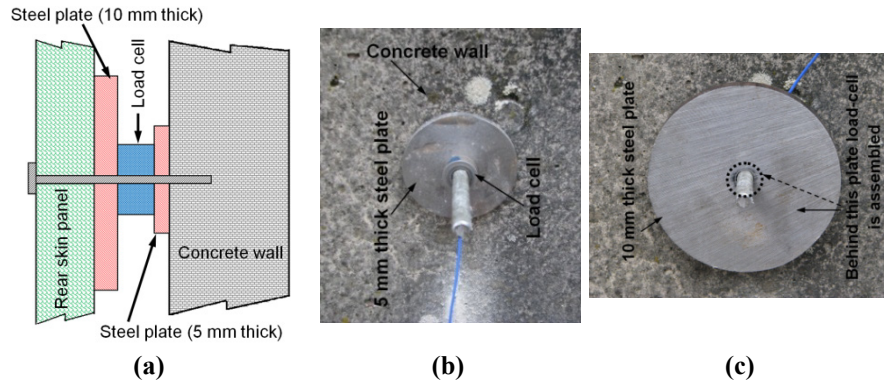 Steel plate (10 mm thick)
Load cell
Rear skin panel
Concrete wall
Steel plate (5 mm thick)
(a)
Concrete wall
5 mm thick steel plate
Load cell
(b)
10 mm thick steel plate
Behind this plate load-cell
is assembled
(c)